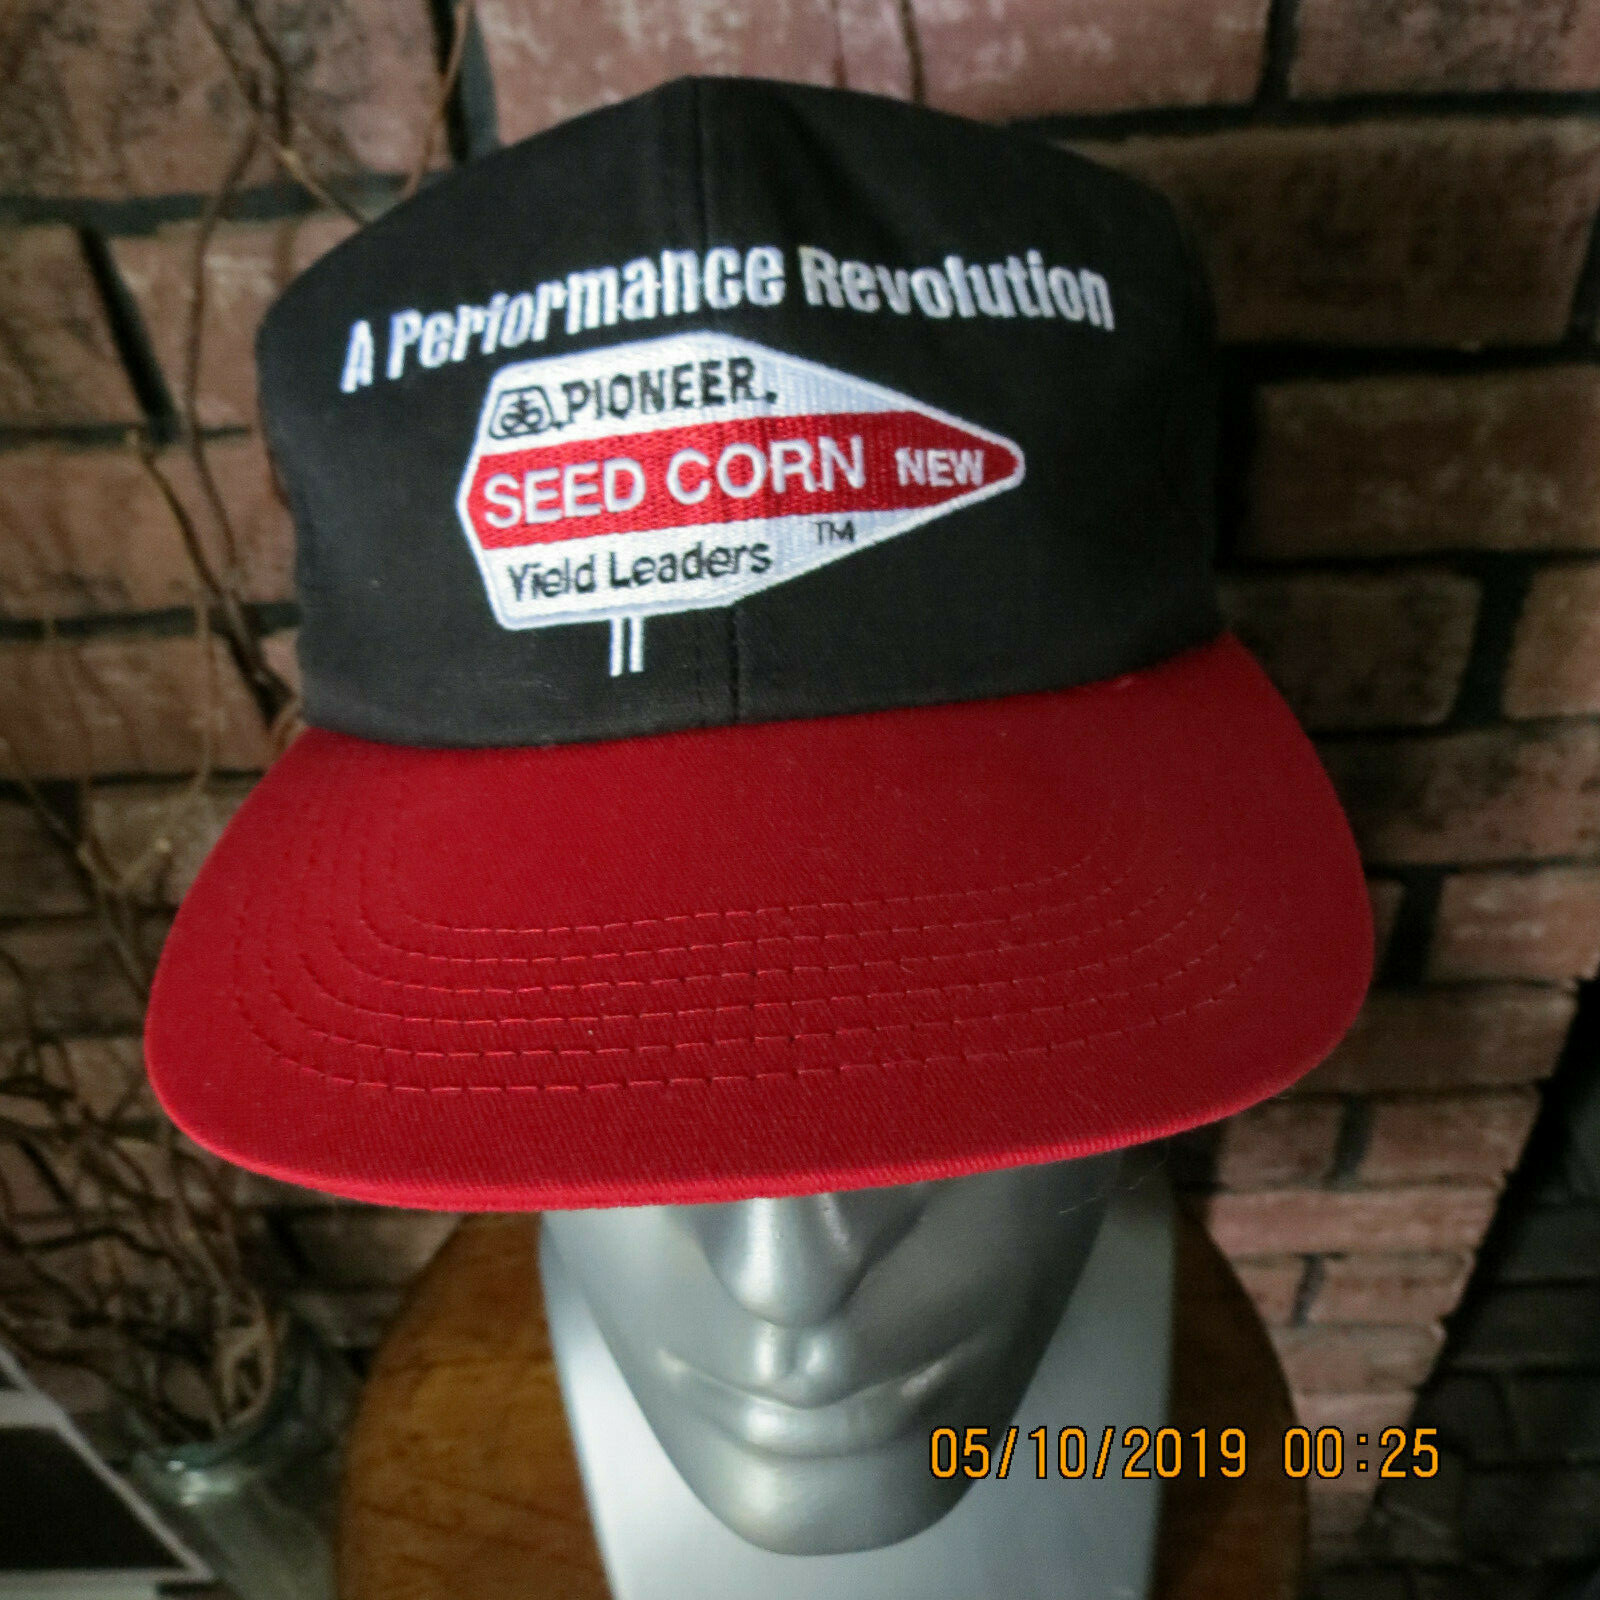 A Performance Revolution
PIONEER.
SEED CORN NEW
Yield Leaders TM
05/10/2019 00:25